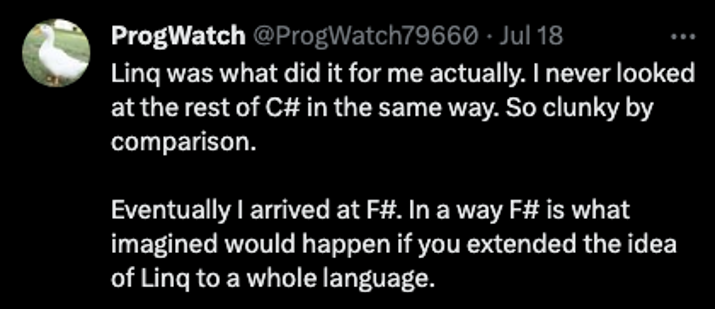 ProgWatch @ProgWatch79660 · Jul 18
Linq was what did it for me actually. I never looked
at the rest of C# in the same way. So clunky by
comparison.
Eventually I arrived at F#. In a way F# is what
imagined would happen if you extended the idea
of Linq to a whole language.